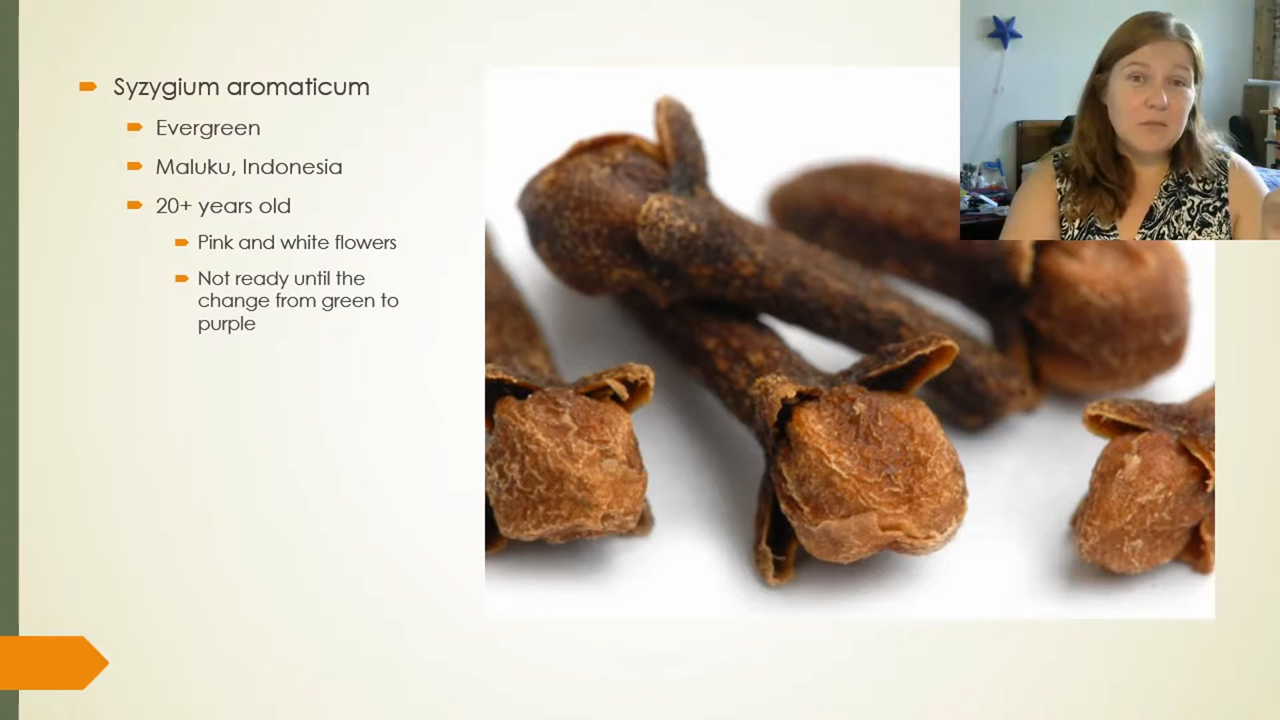 Syzygium aromaticum
Evergreen
Maluku, Indonesia
20+ years old
Pink and white flowers
Not ready until the
change from green to
purple